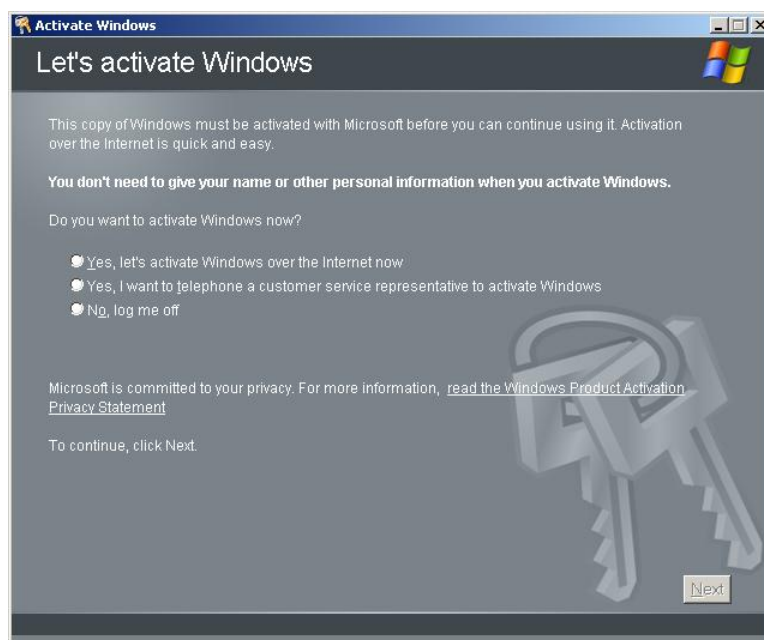 Activate Windows
Let's activate Windows
This copy of Windows must be activated with Microsoft before you can continue using it. Activation
over the Internet is quick and easy.
You don't need to give your name or other personal information when you activate Windows.
Do you want to activate Windows now?
Yes, let's activate Windows over the Internet now
Yes, I want to telephone a customer service representative to activate Windows
No, log me off
Microsoft is committed to your privacy. For more information, read the Windows Product Activation
Privacy Statement
To continue, click Next.
Next